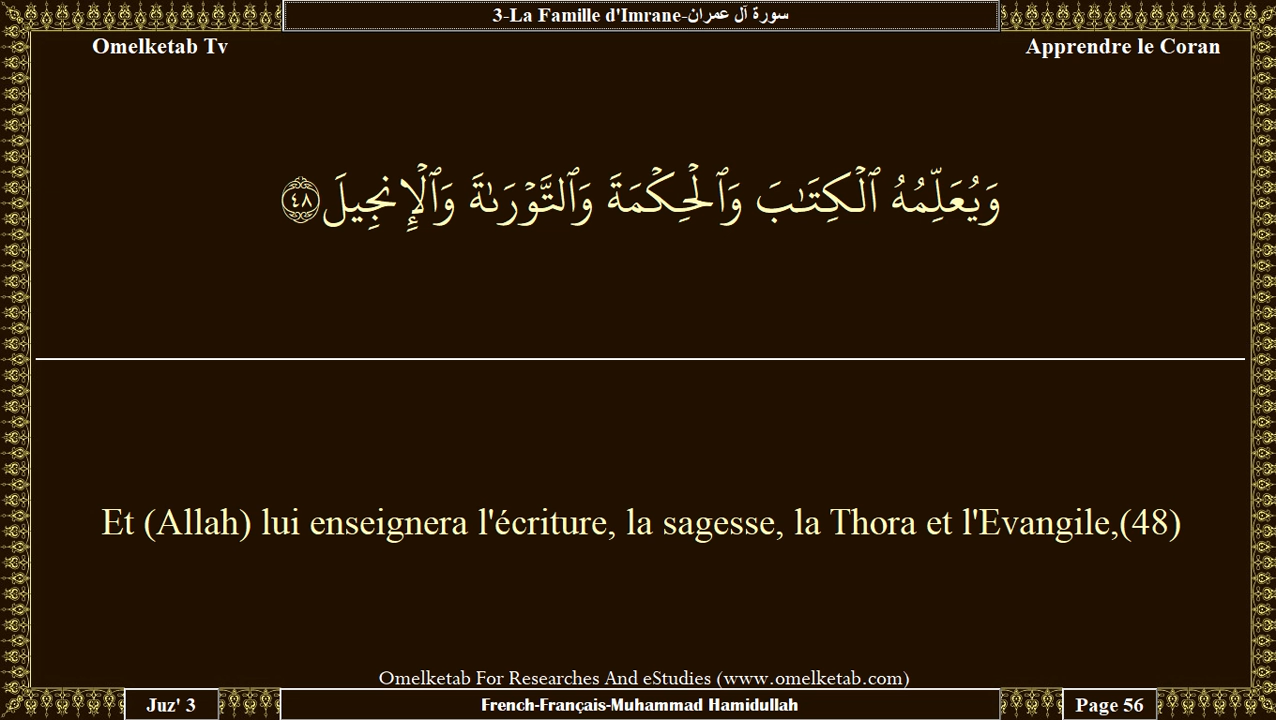 3-La Famille d'Imrane-سورة آل عمران
Omelketab Tv
Apprendre le Coran
وَيُعَلِّمُهُ ٱلْكِتَـٰبَ وَٱلْحِكْمَةَ وَٱلتَّوْرَىٰةَ وَٱلْإِنجِيلَ ٤٨
Et (Allah) lui enseignera l'écriture, la sagesse, la Thora et l'Evangile,(48)
Omelketab For Researches And eStudies (www.omelketab.com)
Juz' 3
French-Français-Muhammad Hamidullah
Page 56